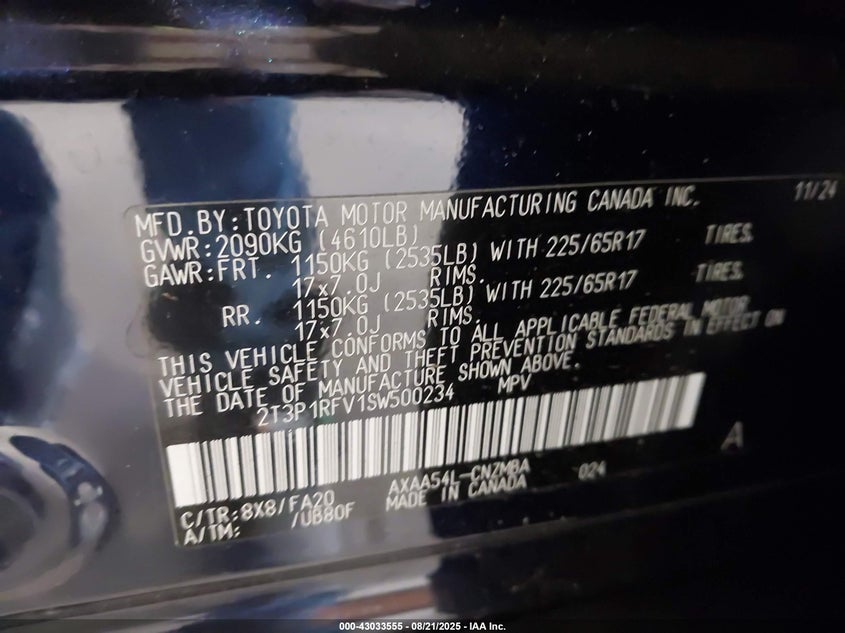 MFD.BY:TOYOTA MOTOR MANUFACTURING CANADA INC. 11/24
GVWR:2090KG (4610LB)
GAWR:FRT. 1150KG (2535LB) WITH 225/65R17 TIRES,
17x7.0J RIMS.
RR. 1150KG (2535LB) WITH 225/65R17 TIRES,
17x7.0J RIMS.
THIS VEHICLE CONFORMS TO ALL APPLICABLE FEDERAL MOTOR
VEHICLE SAFETY AND THEFT PREVENTION STANDARDS IN EFFECT ON
THE DATE OF MANUFACTURE SHOWN ABOVE.
2T3P1RFV1SW500234 MPV
A
C/TR:8X8/FA20 AXAA54L-CNZMBA 024
A/TM: /UB80F MADE IN CANADA
000-43033555 - 08/21/2025 - IAA Inc.